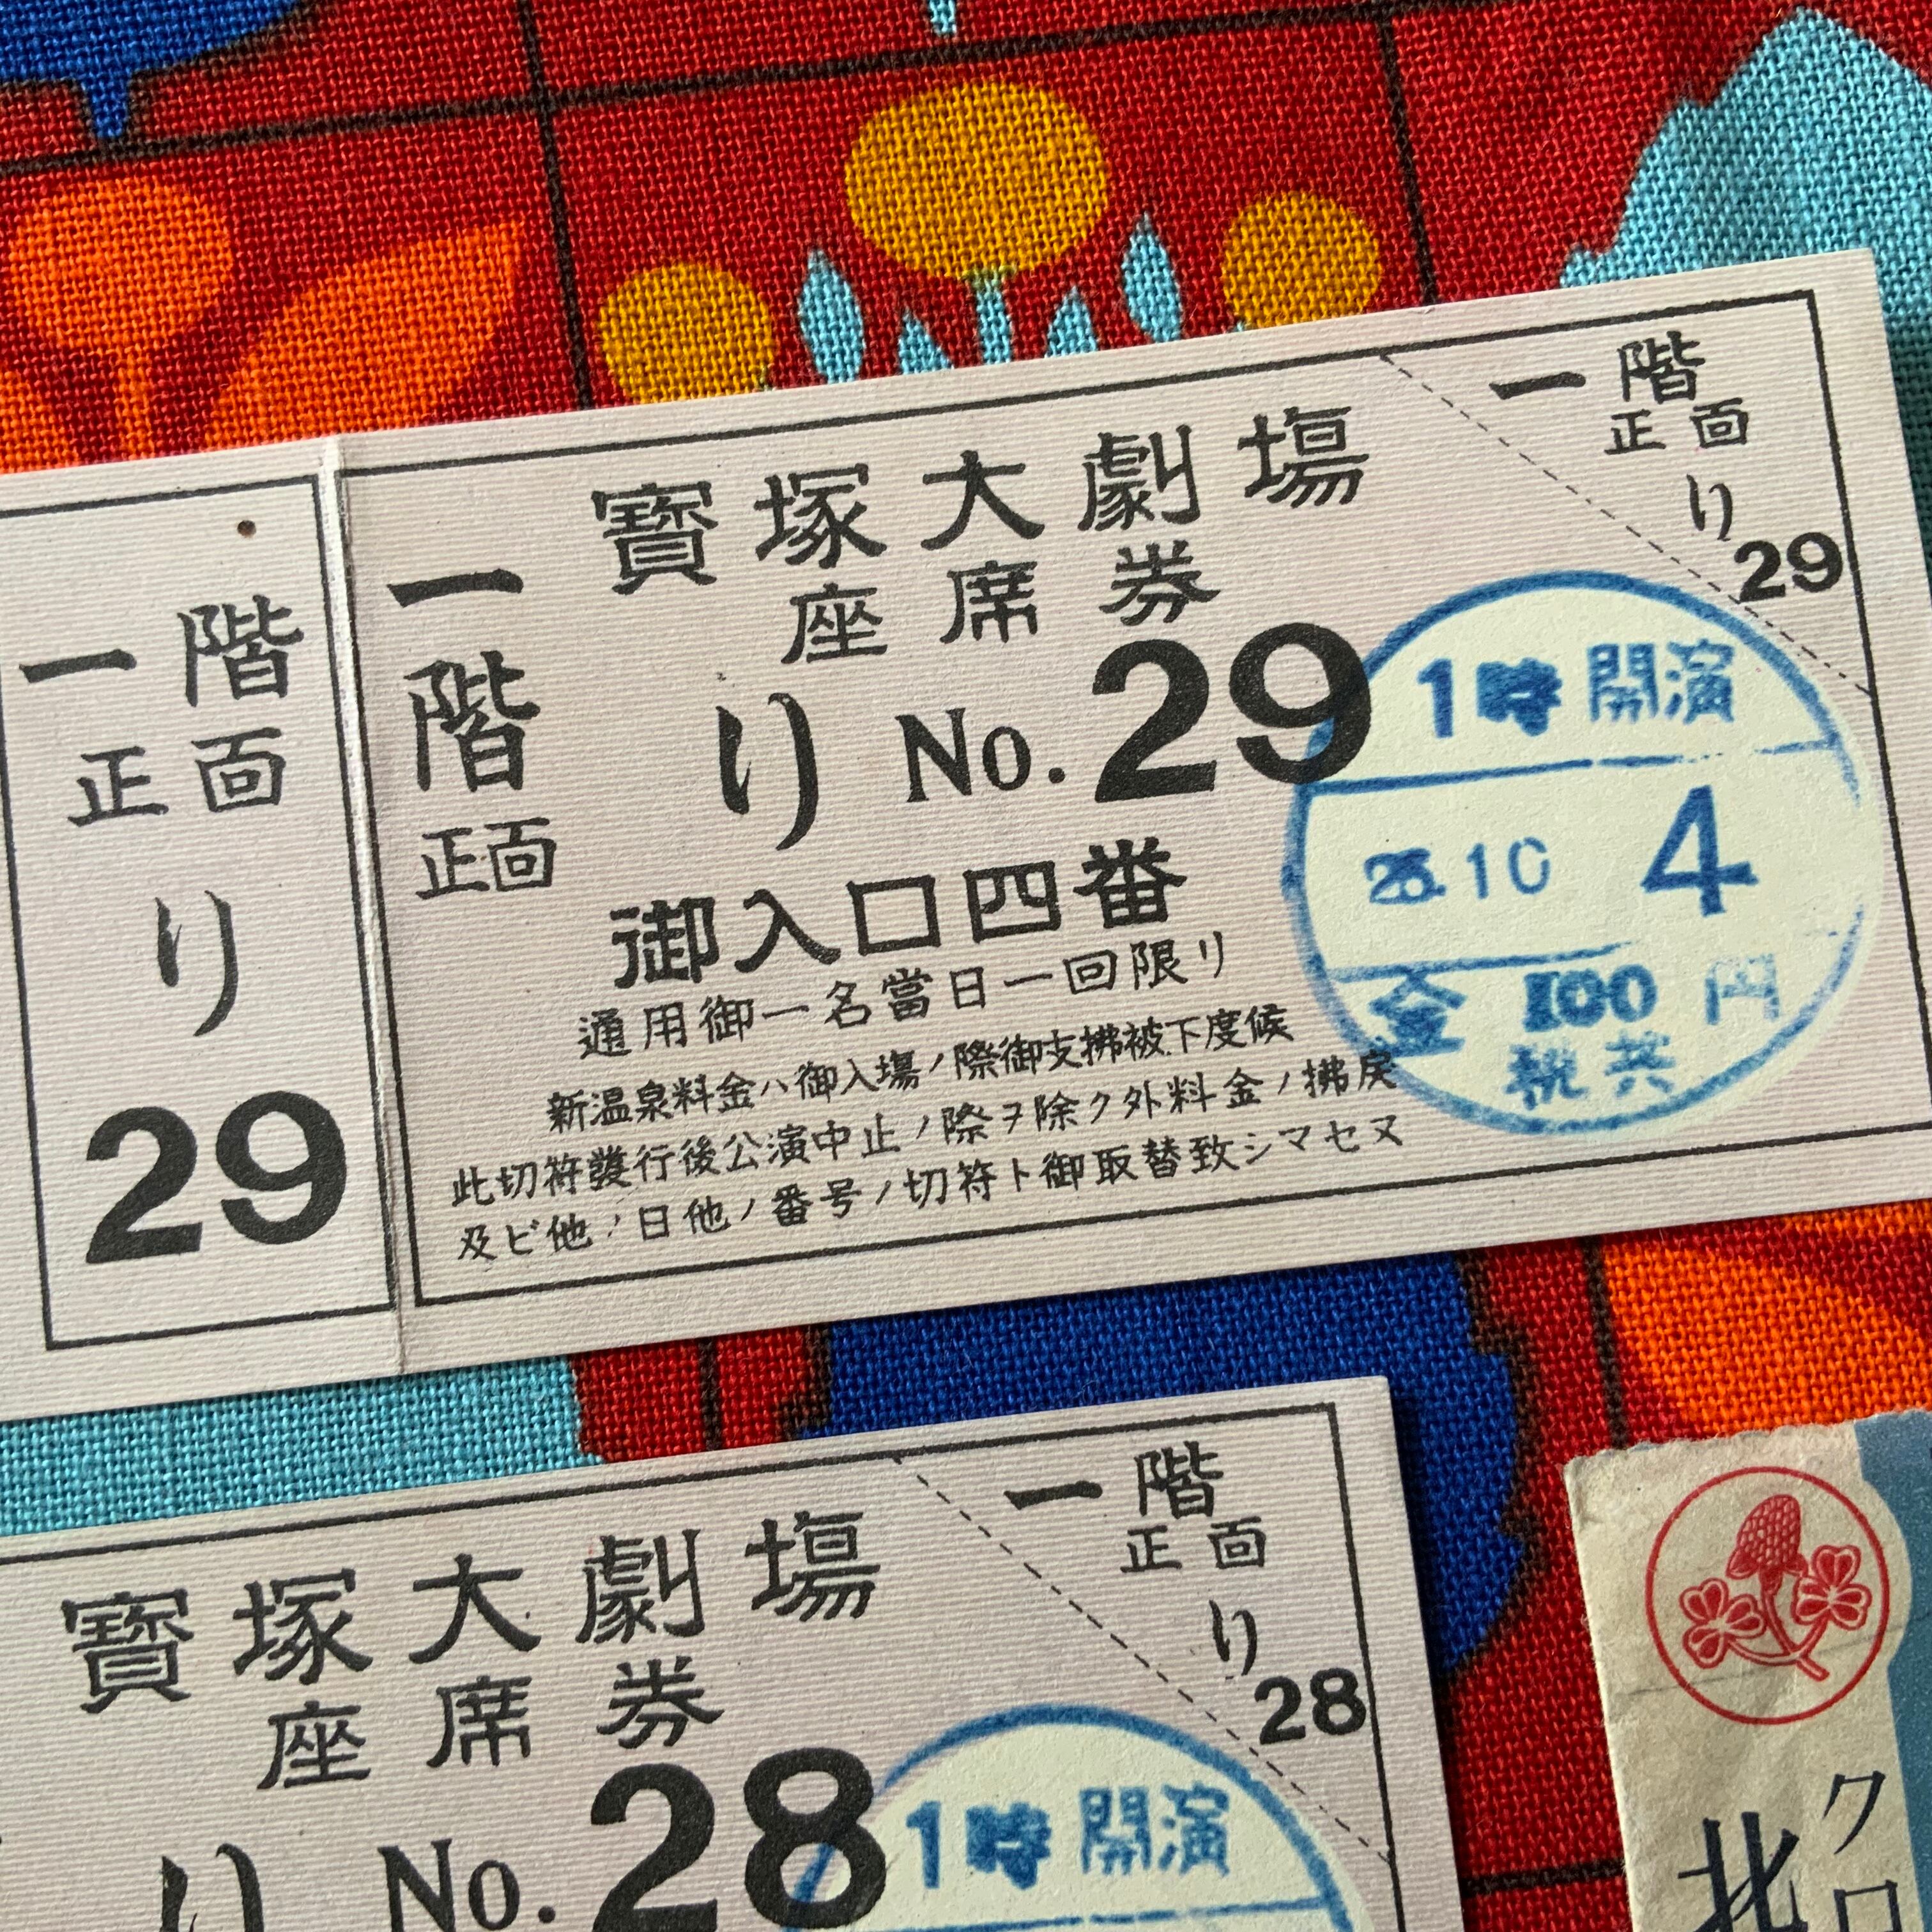 一階
正面
り
29
寶塚大劇場
座席券
一階
正面
り No. 29
御入口四番
通用御一名當日一回限リ
新温泉料金ハ御入場ノ際御支拂被下度候
此切符發行後公演中止ノ際ヲ除ク外料金ノ拂戻
及ビ他ノ日他ノ番号ノ切符ト御取替致シマセヌ
一階
正面
り
29
1時開演
10 4
金100円
税共
寶塚大劇場
座席券
り No. 28
一階
正面
り
28
1時開演
クロ
北